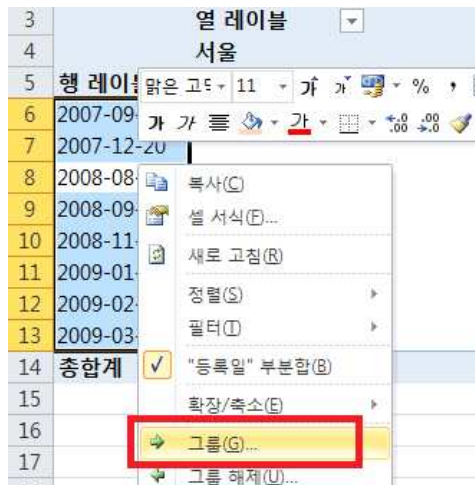 3 열 레이블
4 서울
5 행 레이블
맑은 고딕 11 가 가 % ,
가 가 가 .00 .0
6 2007-09-
7 2007-12-20
8 2008-08-
복사(C)
9 2008-09-
셀 서식(F)...
10 2008-11-
새로 고침(R)
11 2009-01-
정렬(S)
12 2009-02-
필터(T)
13 2009-03-
14 총합계
"등록일" 부분합(B)
15
확장/축소(E)
16
그룹(G)...
17
그룹 해제(U)...